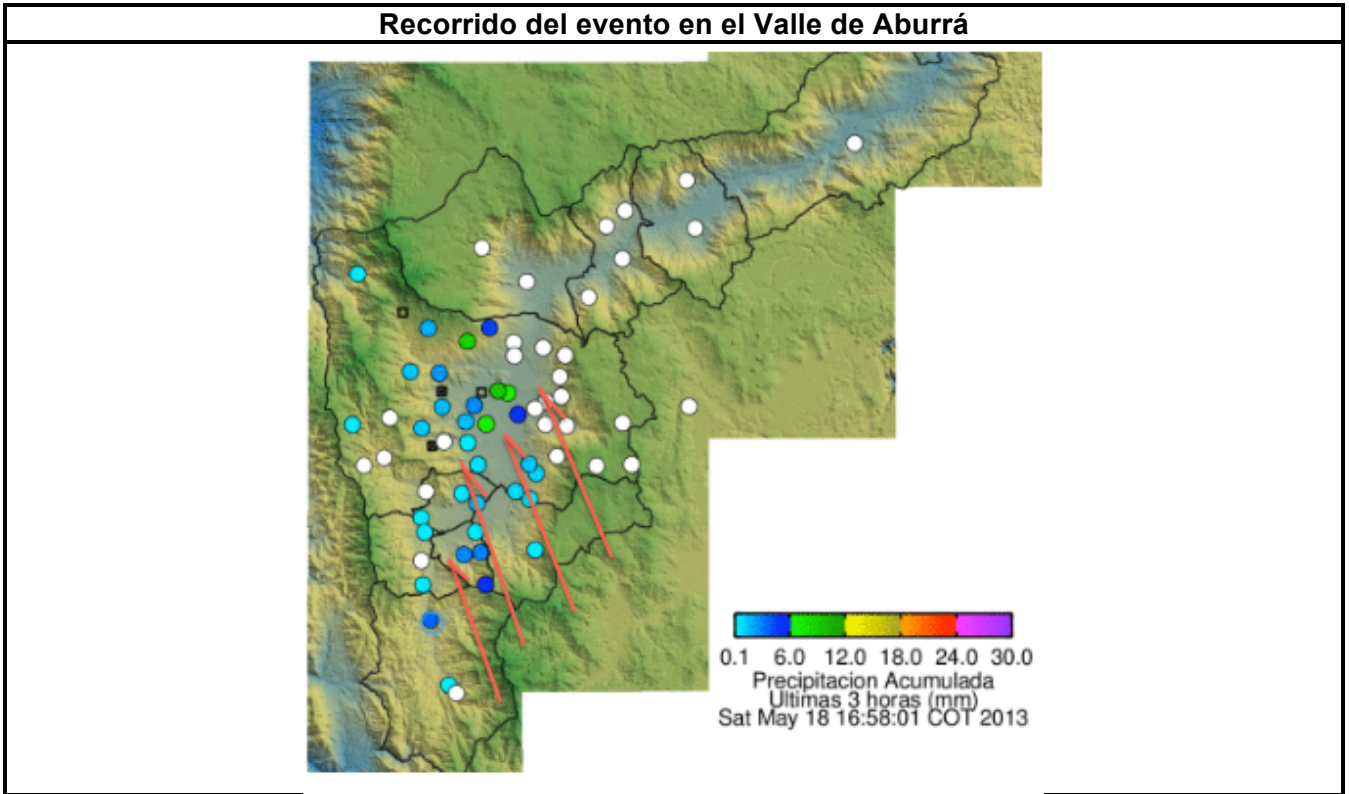 Recorrido del evento en el Valle de Aburrá
0.1 6.0 12.0 18.0 24.0 30.0
Precipitacion Acumulada
Ultimas 3 horas (mm)
Sat May 18 16:58:01 COT 2013